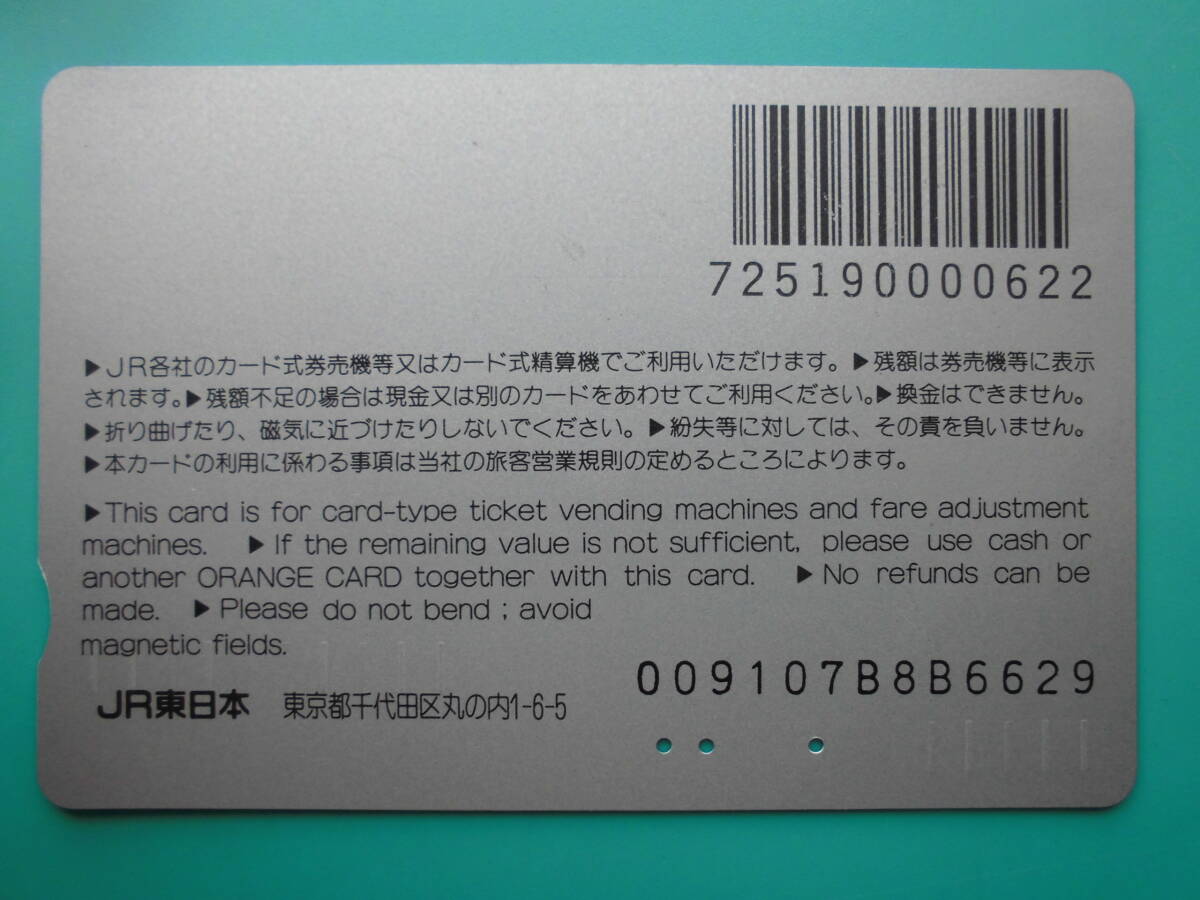 725190000622
▶JR各社のカード式券売機等又はカード式精算機でご利用いただけます。▶残額は券売機等に表示
されます。▶残額不足の場合は現金又は別のカードをあわせてご利用ください。▶換金はできません。
▶折り曲げたり、磁気に近づけたりしないでください。▶紛失等に対しては、その責を負いません。
▶本カードの利用に係わる事項は当社の旅客営業規則の定めるところによります。
▶This card is for card-type ticket vending machines and fare adjustment
machines. ▶If the remaining value is not sufficient, please use cash or
another ORANGE CARD together with this card. ▶No refunds can be
made. ▶Please do not bend ; avoid
magnetic fields.
009107B8B6629
JR東日本 東京都千代田区丸の内1-6-5